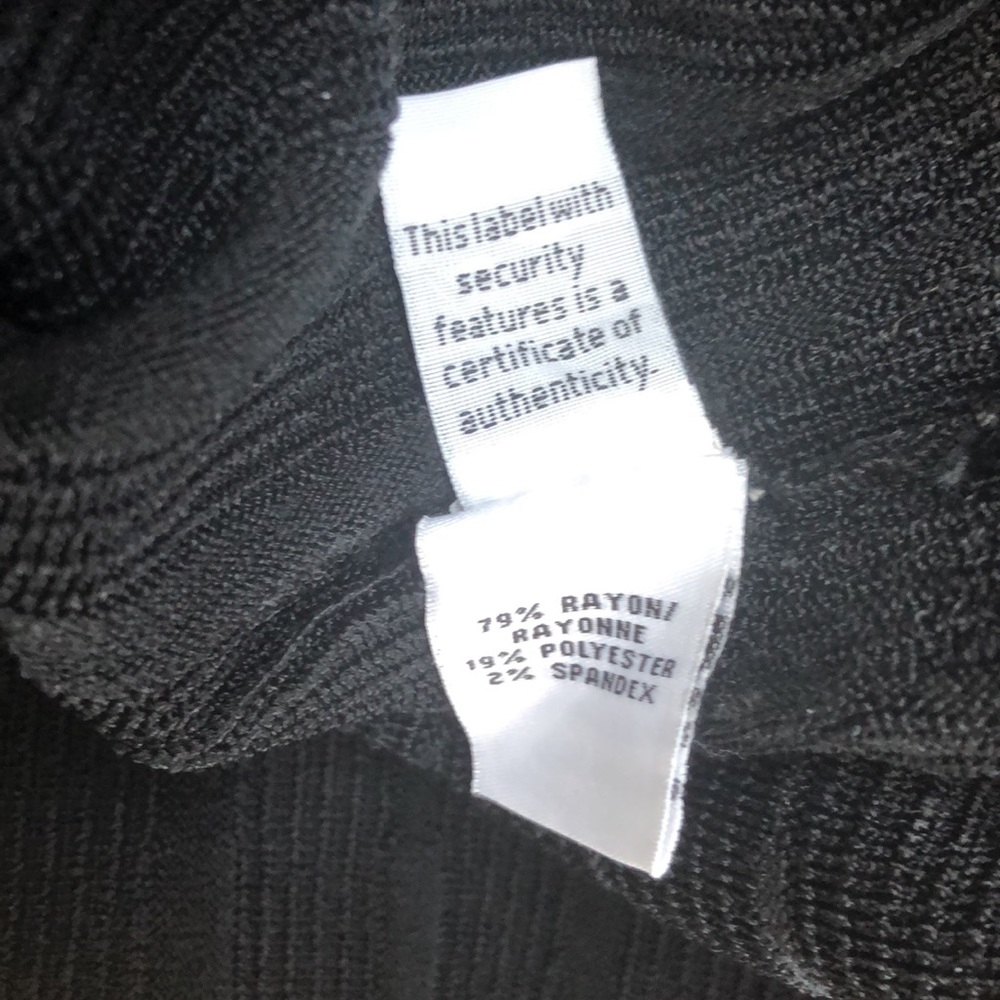 This label with
security
features is a
certificate of
authenticity.
79% RAYON/
RAYONNE
19% POLYESTER
2% SPANDEX